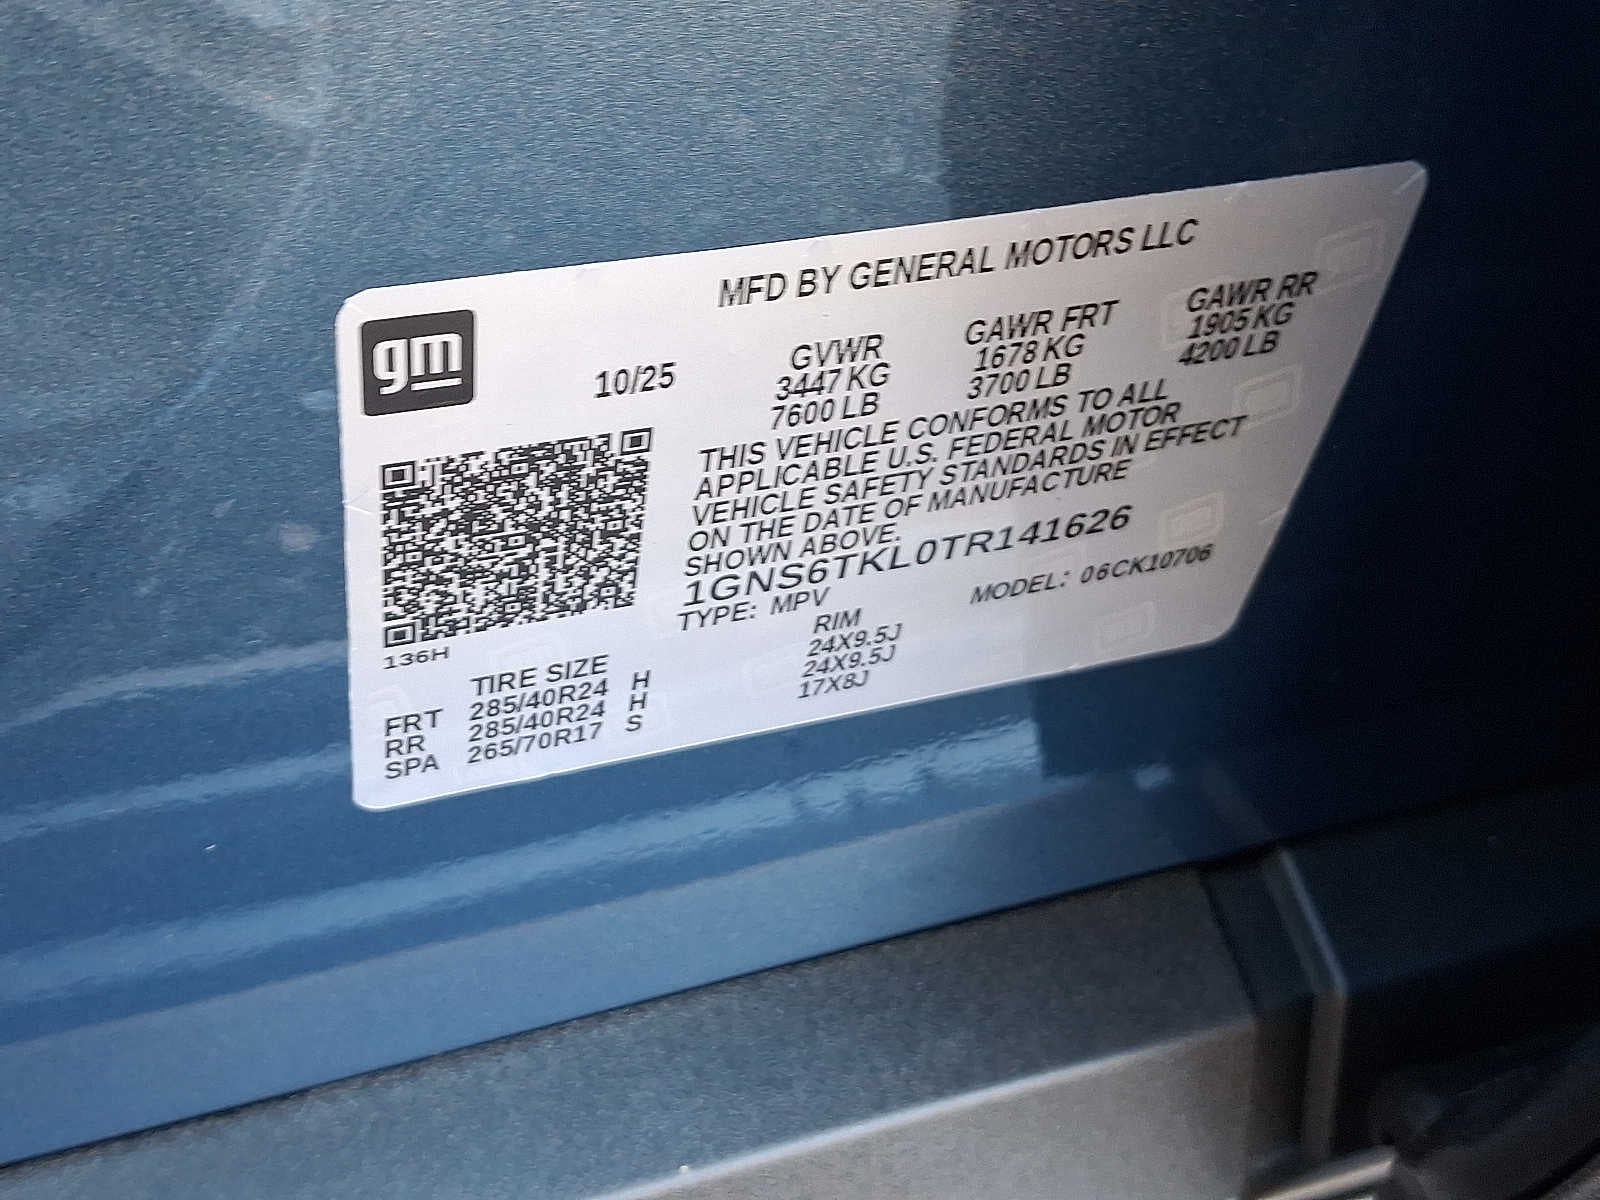 MFD BY GENERAL MOTORS LLC
gm
10/25
GVWR GAWR FRT GAWR RR
3447 KG 1678 KG 1905 KG
7600 LB 3700 LB 4200 LB
THIS VEHICLE CONFORMS TO ALL
APPLICABLE U.S. FEDERAL MOTOR
VEHICLE SAFETY STANDARDS IN EFFECT
ON THE DATE OF MANUFACTURE
SHOWN ABOVE.
1GNS6TKL0TR141626
TYPE: MPV MODEL: 06CK10706
136H
TIRE SIZE RIM
FRT 285/40R24 H 24X9.5J
RR 285/40R24 H 24X9.5J
SPA 265/70R17 S 17X8J